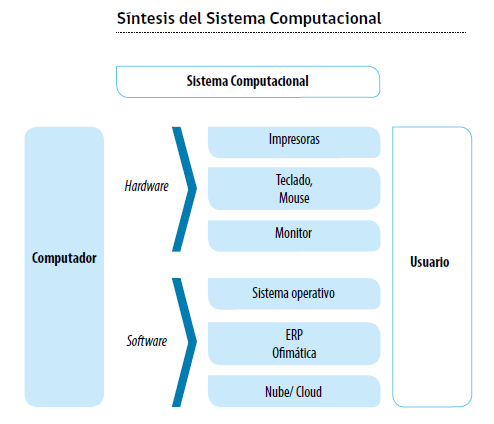 Síntesis del Sistema Computacional
Sistema Computacional
Computador
Hardware
Impresoras
Teclado,
Mouse
Monitor
Software
Sistema operativo
ERP
Ofimática
Nube/ Cloud
Usuario